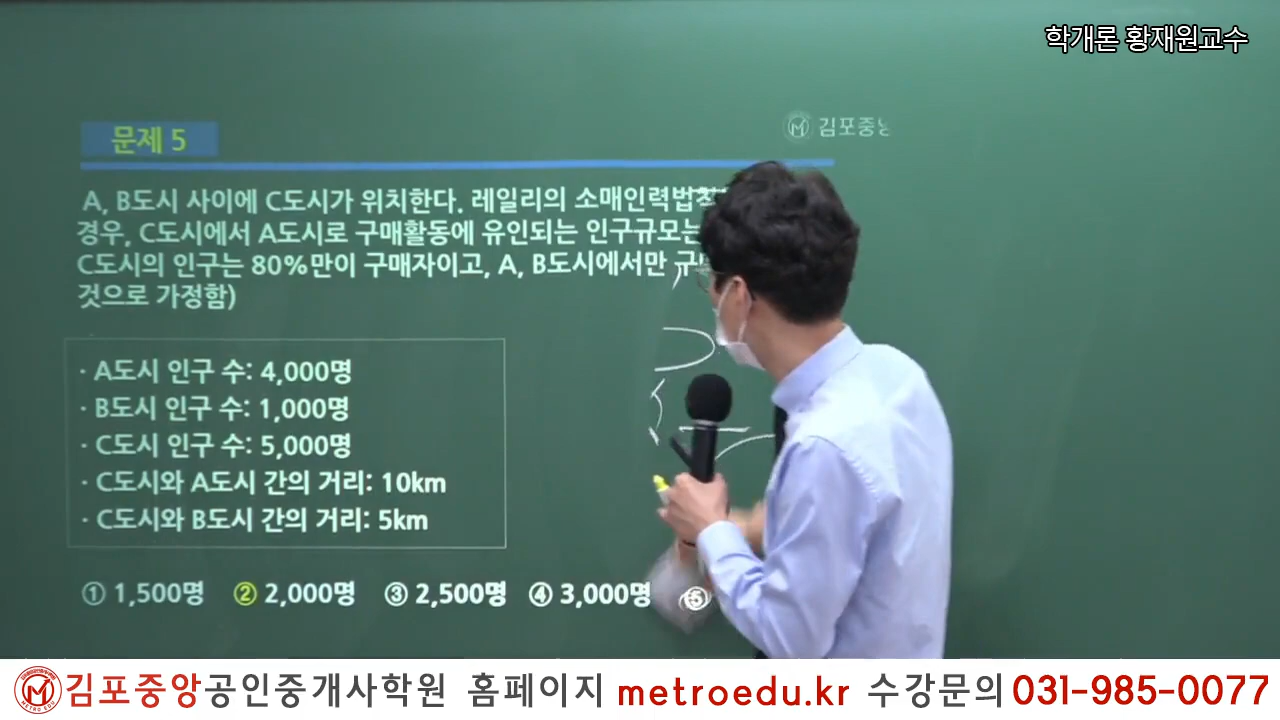 학개론 황재원교수
문제 5
김포중
A, B도시 사이에 C도시가 위치한다. 레일리의 소매인력법칙
경우, C도시에서 A도시로 구매활동에 유인되는 인구규모는
C도시의 인구는 80%만이 구매자이고, A, B도시에서만
것으로 가정함)
· A도시 인구 수: 4,000명
· B도시 인구 수: 1,000명
· C도시 인구 수: 5,000명
· C도시와 A도시 간의 거리: 10km
· C도시와 B도시 간의 거리: 5km
① 1,500명 ② 2,000명 ③ 2,500명 ④ 3,000명 ⑤
METRO EDU 김포중앙공인중개사학원 홈페이지 metroedu.kr 수강문의 031-985-0077